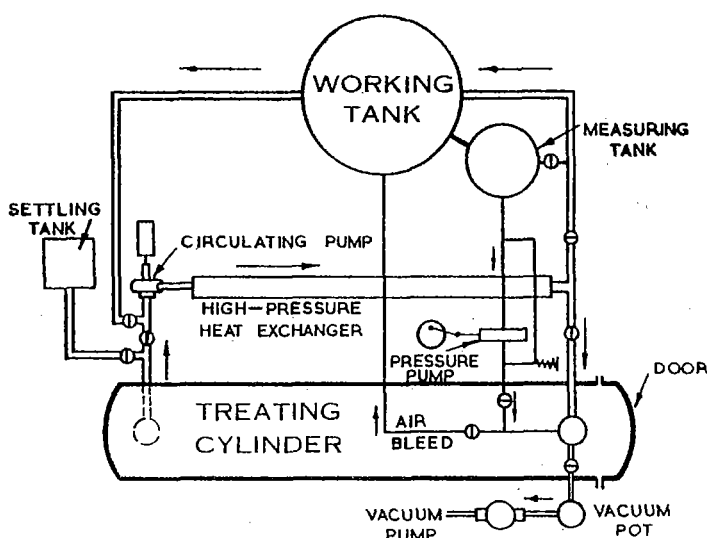 WORKING
TANK
MEASURING
TANK
SETTLING
TANK
CIRCULATING PUMP
HIGH-PRESSURE
HEAT EXCHANGER
PRESSURE
PUMP
DOOR
TREATING
CYLINDER
AIR
BLEED
VACUUM
PUMP
VACUUM
POT